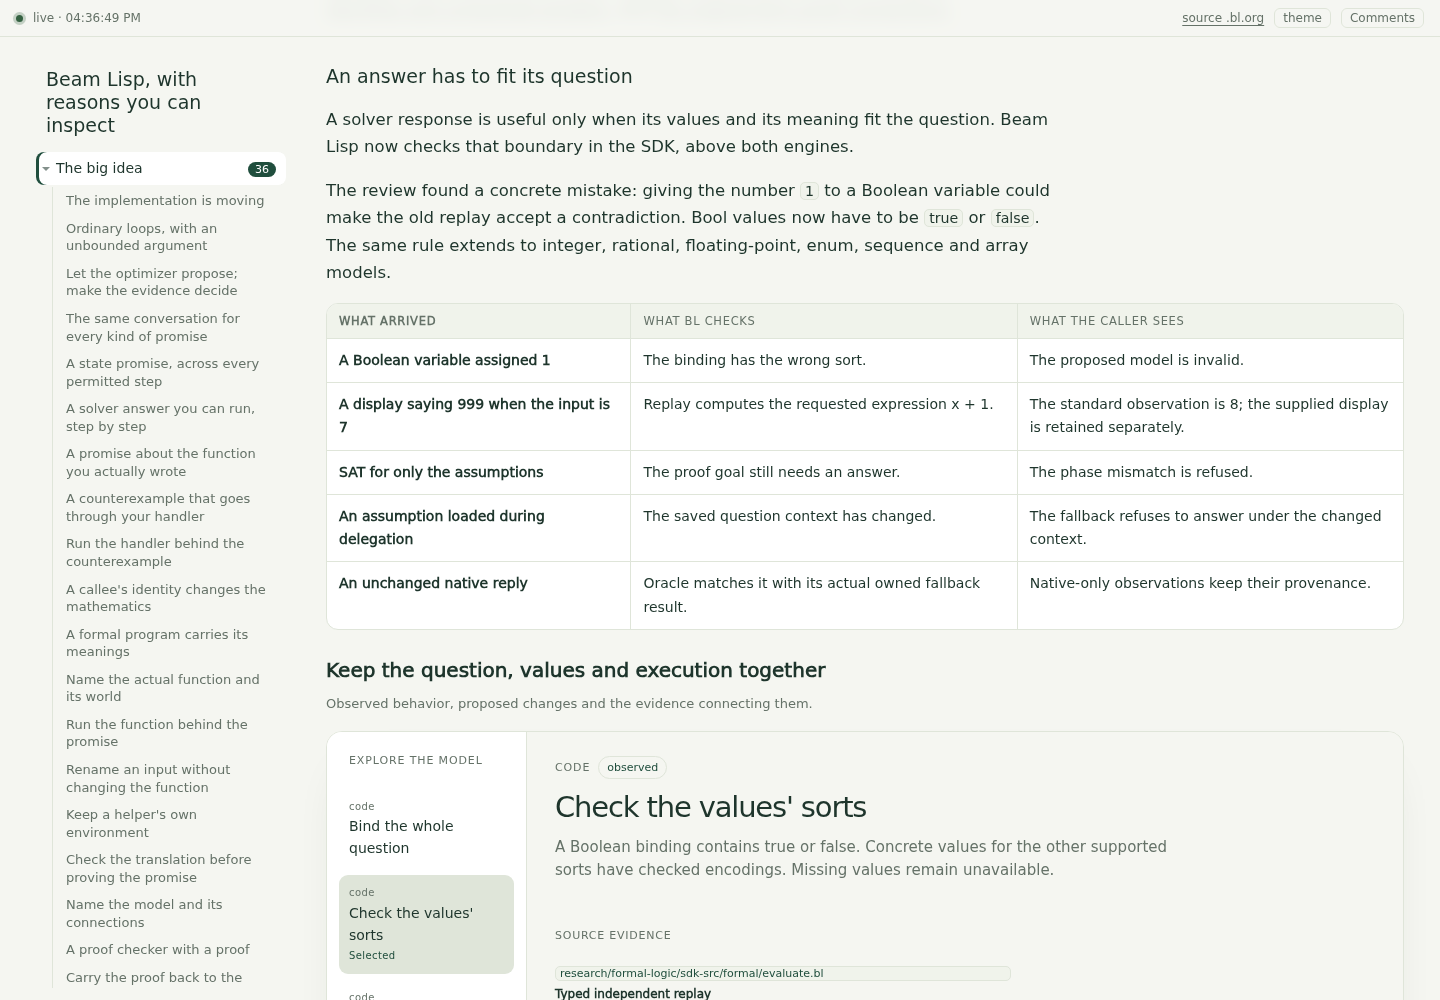 live · 04:36:49 PM
source .bl.org
theme
Comments
Beam Lisp, with
reasons you can
inspect
The big idea
36
The implementation is moving
Ordinary loops, with an
unbounded argument
Let the optimizer propose;
make the evidence decide
The same conversation for
every kind of promise
A state promise, across every
permitted step
A solver answer you can run,
step by step
A promise about the function
you actually wrote
A counterexample that goes
through your handler
Run the handler behind the
counterexample
A callee's identity changes the
mathematics
A formal program carries its
meanings
Name the actual function and
its world
Run the function behind the
promise
Rename an input without
changing the function
Keep a helper's own
environment
Check the translation before
proving the promise
Name the model and its
connections
A proof checker with a proof
Carry the proof back to the
An answer has to fit its question
A solver response is useful only when its values and its meaning fit the question. Beam
Lisp now checks that boundary in the SDK, above both engines.
The review found a concrete mistake: giving the number 1 to a Boolean variable could
make the old replay accept a contradiction. Bool values now have to be true or false.
The same rule extends to integer, rational, floating-point, enum, sequence and array
models.
WHAT ARRIVED
WHAT BL CHECKS
WHAT THE CALLER SEES
A Boolean variable assigned 1
The binding has the wrong sort.
The proposed model is invalid.
A display saying 999 when the input is
7
Replay computes the requested expression x + 1.
The standard observation is 8; the supplied display
is retained separately.
SAT for only the assumptions
The proof goal still needs an answer.
The phase mismatch is refused.
An assumption loaded during
delegation
The saved question context has changed.
The fallback refuses to answer under the changed
context.
An unchanged native reply
Oracle matches it with its actual owned fallback
result.
Native-only observations keep their provenance.
Keep the question, values and execution together
Observed behavior, proposed changes and the evidence connecting them.
EXPLORE THE MODEL
code
Bind the whole
question
code
Check the values'
sorts
Selected
code
CODE
observed
Check the values' sorts
A Boolean binding contains true or false. Concrete values for the other supported
sorts have checked encodings. Missing values remain unavailable.
SOURCE EVIDENCE
research/formal-logic/sdk-src/formal/evaluate.bl
Typed independent replay